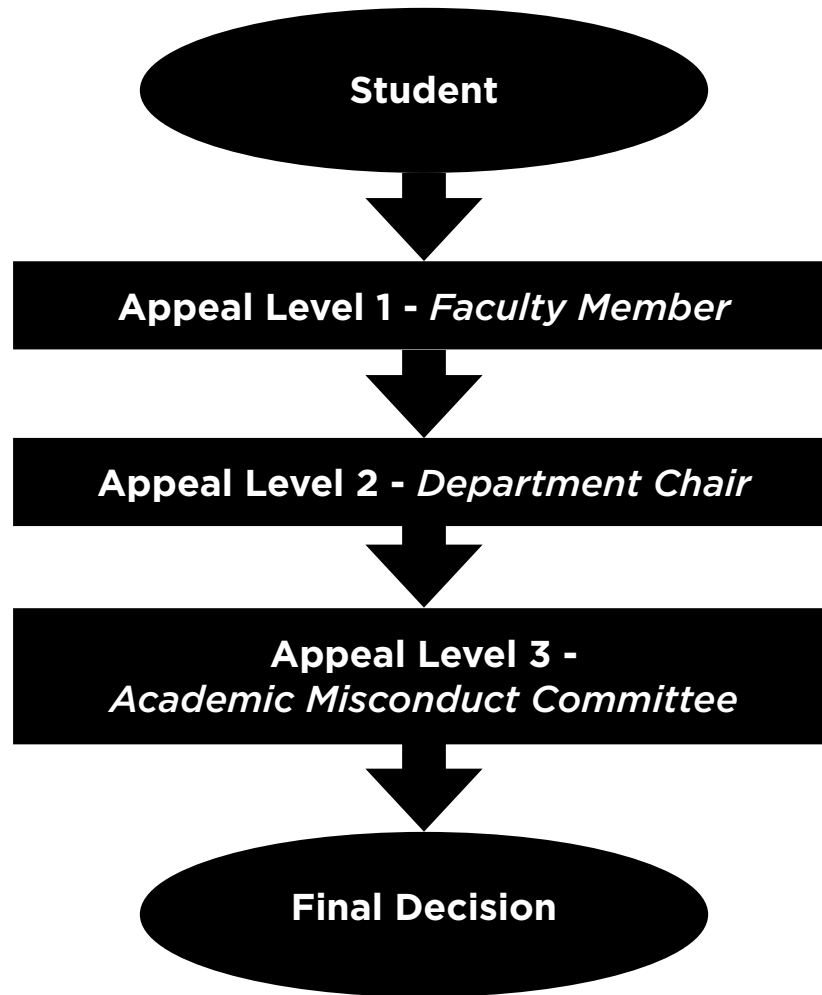 Student
Appeal Level 1 - Faculty Member
Appeal Level 2 - Department Chair
Appeal Level 3 -
Academic Misconduct Committee
Final Decision